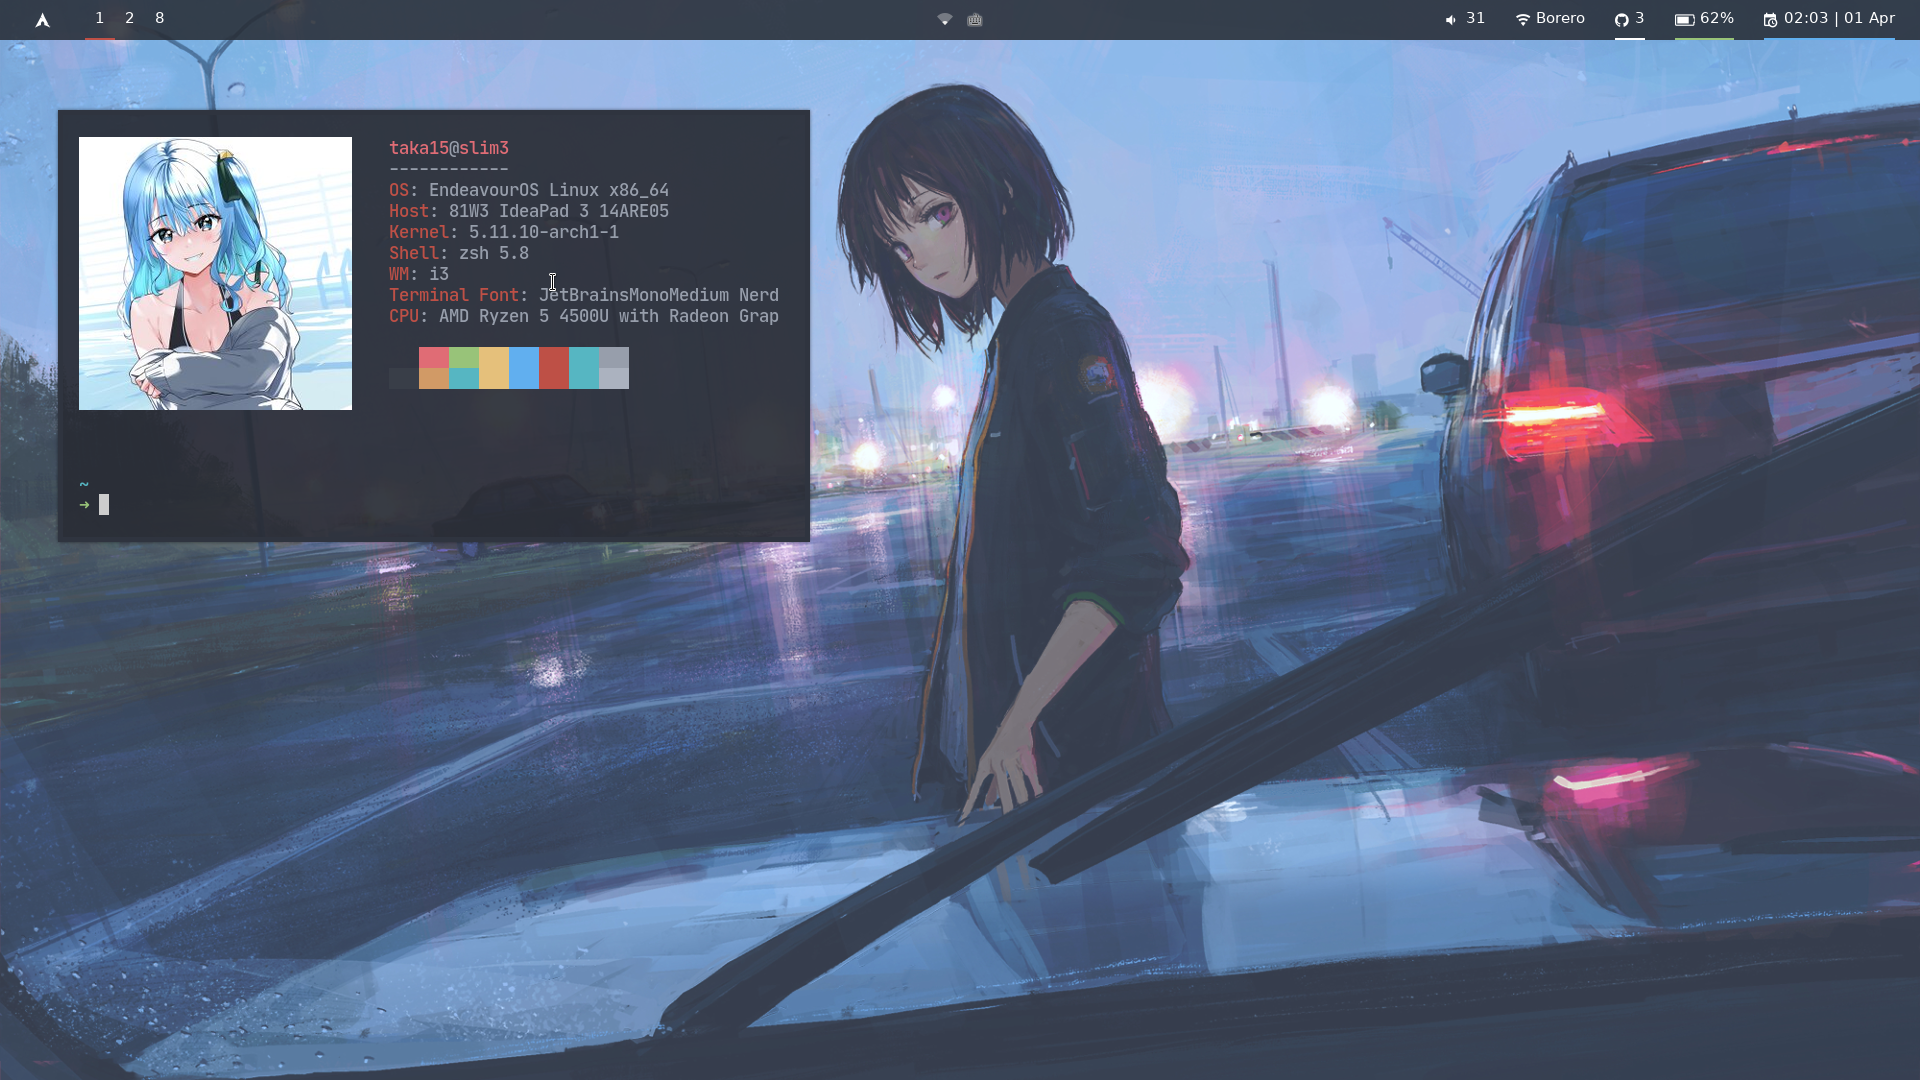 1 2 8
31 Borero 3 62% 02:03 | 01 Apr
taka15@slim3
------------
OS: EndeavourOS Linux x86_64
Host: 81W3 IdeaPad 3 14ARE05
Kernel: 5.11.10-arch1-1
Shell: zsh 5.8
WM: i3
Terminal Font: JetBrainsMonoMedium Nerd
CPU: AMD Ryzen 5 4500U with Radeon Grap
~
➜